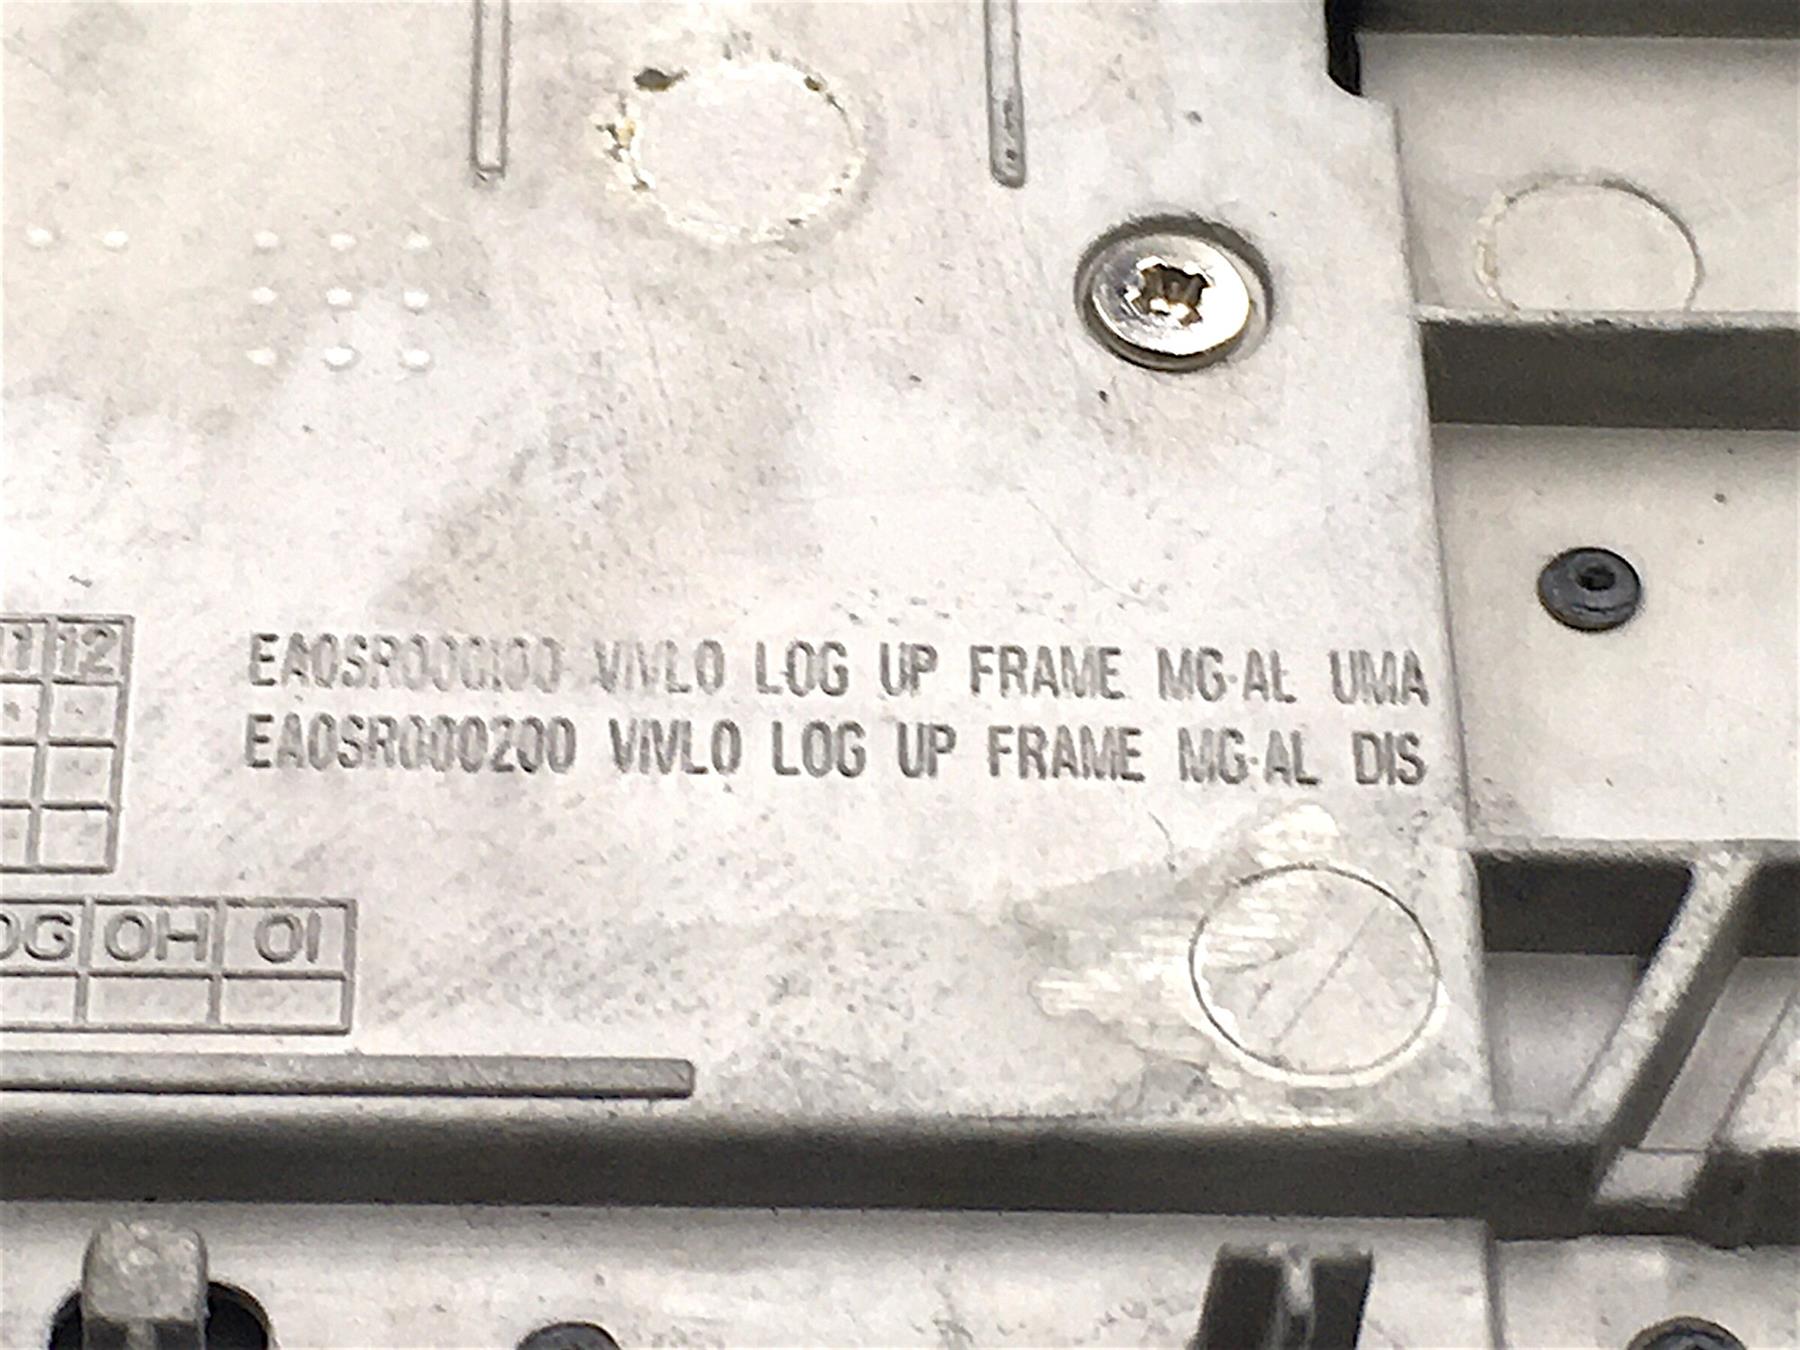 12
EA0SR000100 VIVLO LOG UP FRAME MG-AL UMA
EA0SR000200 VIVLO LOG UP FRAME MG-AL DIS
0G 0H 0I